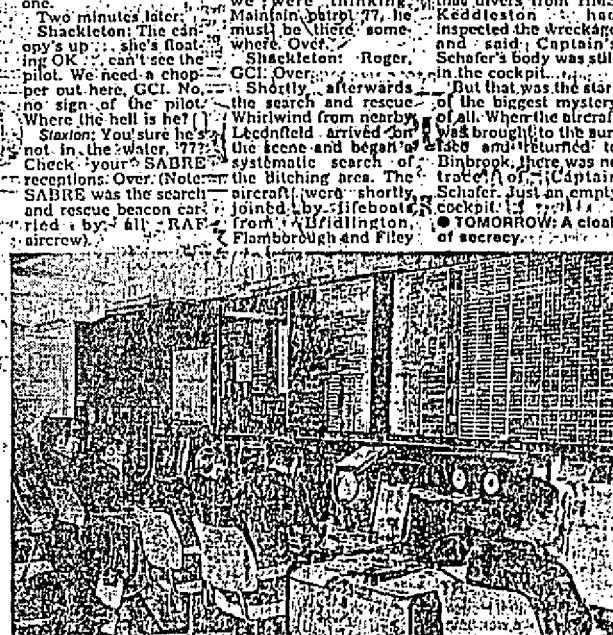 one.
Two minutes later:
Shackleton: The can-
opy's up . . . she's float-
ing OK . . . can't see the
pilot. We need a chop-
per out here, GCI. No,
no sign of the pilot.
Where the hell is he?
Staxton: You sure he's
not in the water, 777?
Check your SABRE
receptions. Over. (Note:
SABRE was the search
and rescue beacon car-
ried by all RAF
aircrew).
we were thinking.
Maintain patrol 77, he
must be there some-
where. Over.
Shackleton: Roger,
GCI. Over.
Shortly afterwards
the search and rescue
Whirlwind from nearby
Leconfield arrived on
the scene and began a
systematic search of
the ditching area. The
aircraft were shortly
joined by lifeboats
from Bridlington,
Flamborough and Filey
that divers from HMS
Keddleston had
inspected the wreckage
and said Captain
Schafer's body was still
in the cockpit.
But that was the star
of the biggest mystery
of all. When the aircraft
was brought to the sur-
face and returned to
Binbrook, there was no
trace of Captain
Schafer. Just an empty
cockpit.
● TOMORROW: A cloak
of secrecy.